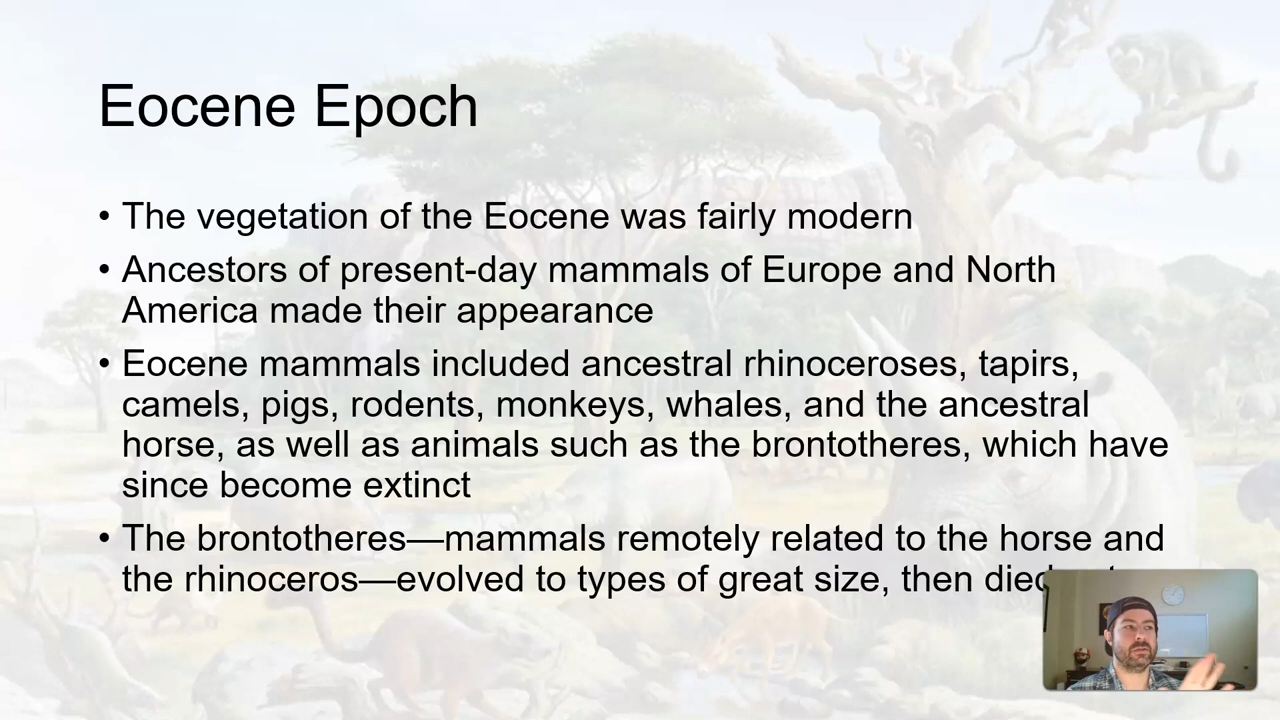 Eocene Epoch
• The vegetation of the Eocene was fairly modern
• Ancestors of present-day mammals of Europe and North
America made their appearance
• Eocene mammals included ancestral rhinoceroses, tapirs,
camels, pigs, rodents, monkeys, whales, and the ancestral
horse, as well as animals such as the brontotheres, which have
since become extinct
• The brontotheres—mammals remotely related to the horse and
the rhinoceros—evolved to types of great size, then died